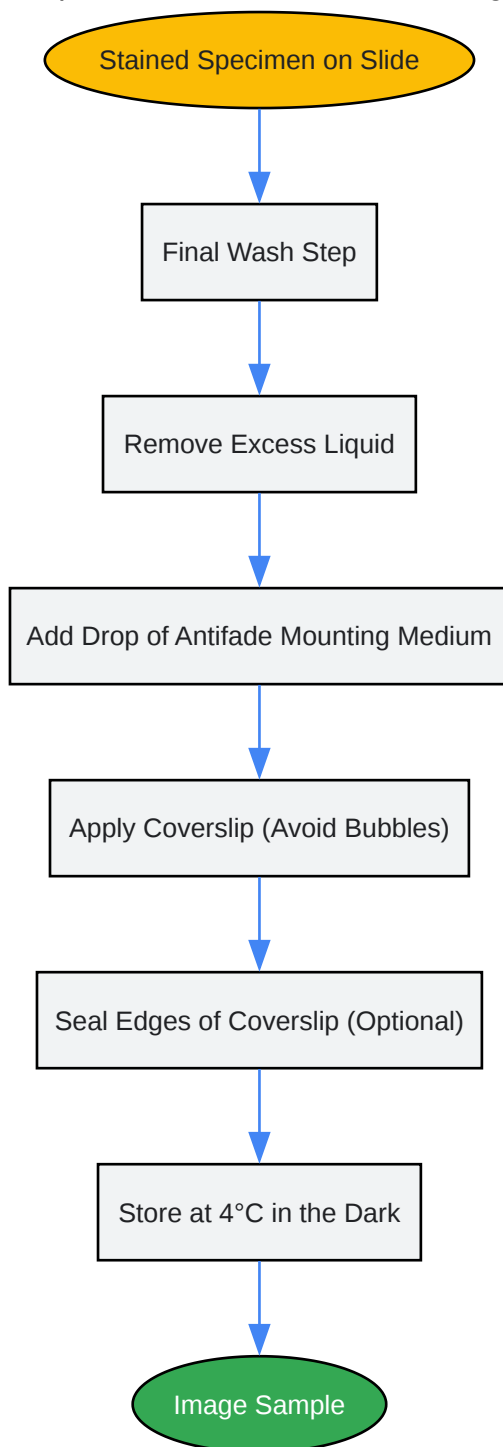 Stained Specimen on Slide
Final Wash Step
Remove Excess Liquid
Add Drop of Antifade Mounting Medium
Apply Coverslip (Avoid Bubbles)
Seal Edges of Coverslip (Optional)
Store at 4°C in the Dark
Image Sample